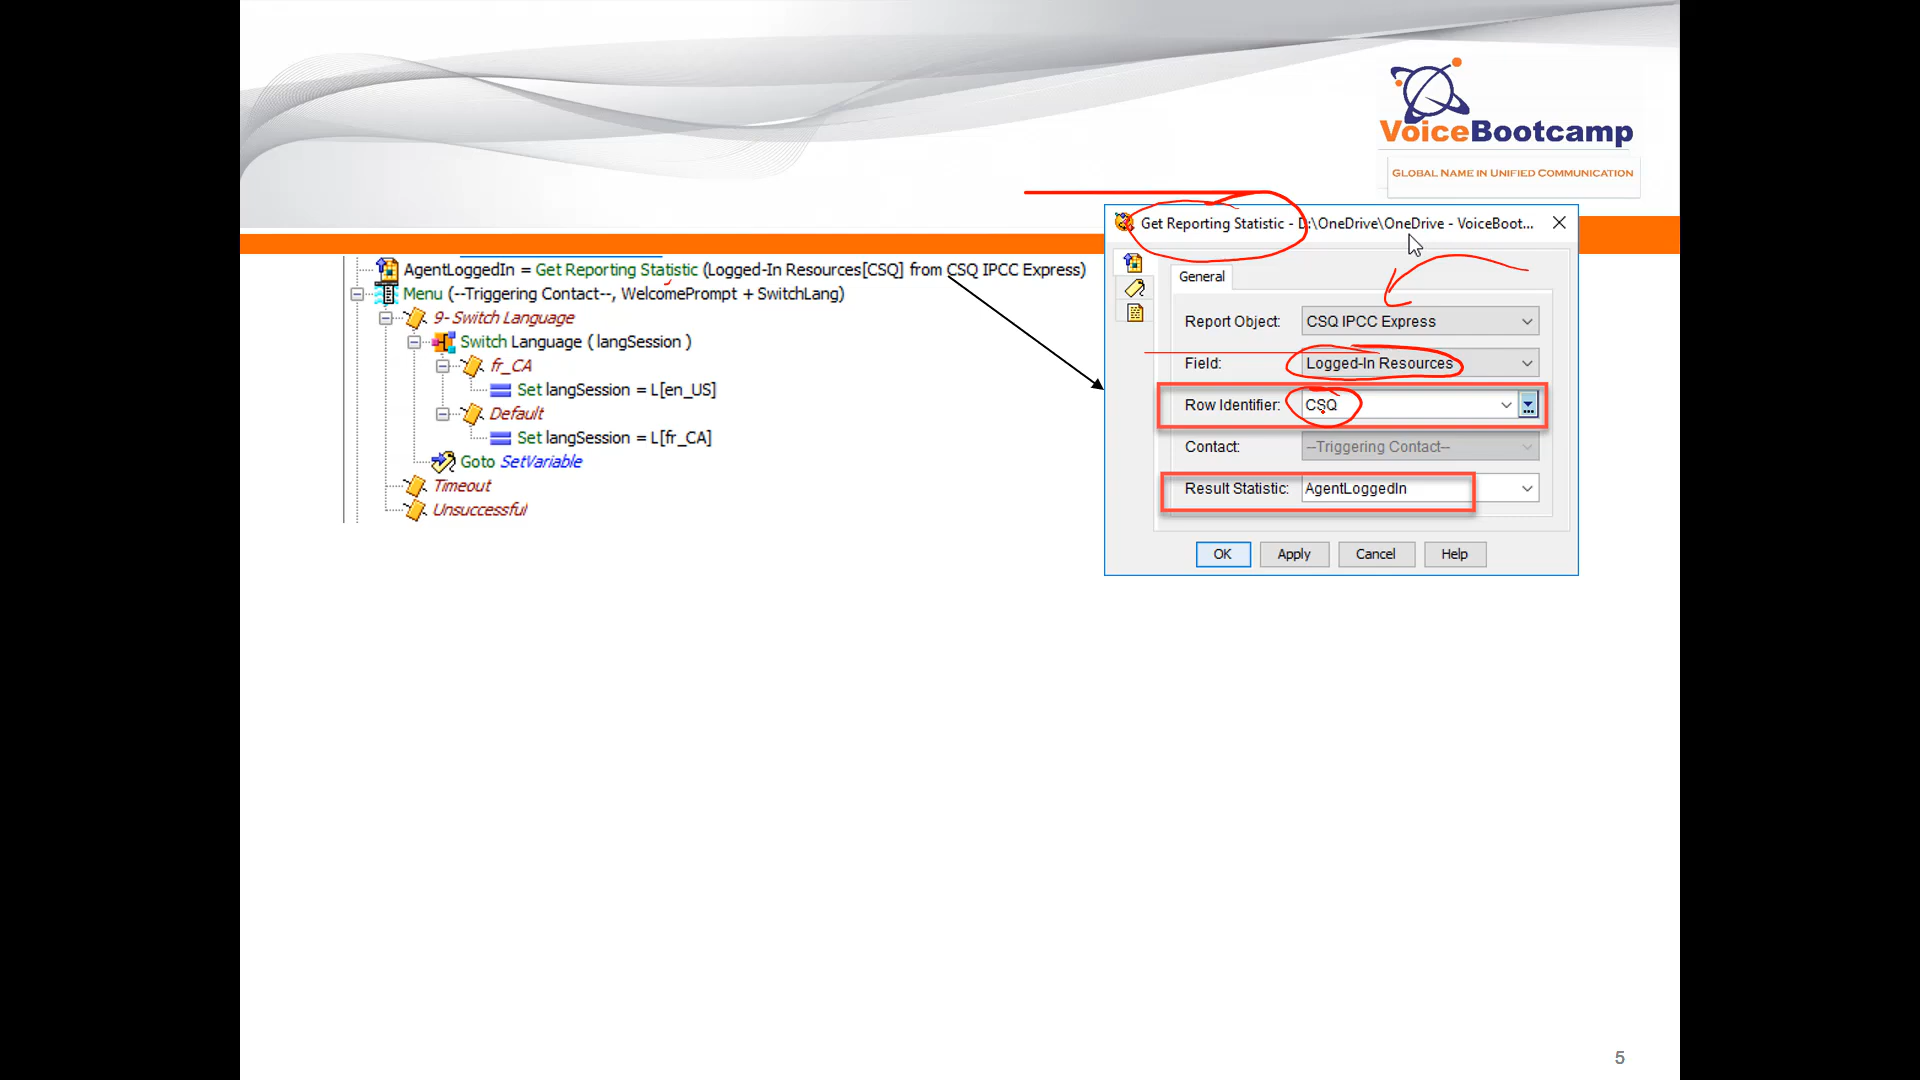 VoiceBootcamp
GLOBAL NAME IN UNIFIED COMMUNICATION
AgentLoggedIn = Get Reporting Statistic (Logged-In Resources[CSQ] from CSQ IPCC Express)
Menu (--Triggering Contact--, WelcomePrompt + SwitchLang)
9- Switch Language
Switch Language ( langSession )
fr_CA
Set langSession = L[en_US]
Default
Set langSession = L[fr_CA]
Goto SetVariable
Timeout
Unsuccessful
Get Reporting Statistic - D:\OneDrive\OneDrive - VoiceBoot...
General
Report Object: CSQ IPCC Express
Field: Logged-In Resources
Row Identifier: CSQ
Contact: --Triggering Contact--
Result Statistic: AgentLoggedIn
OK Apply Cancel Help
5